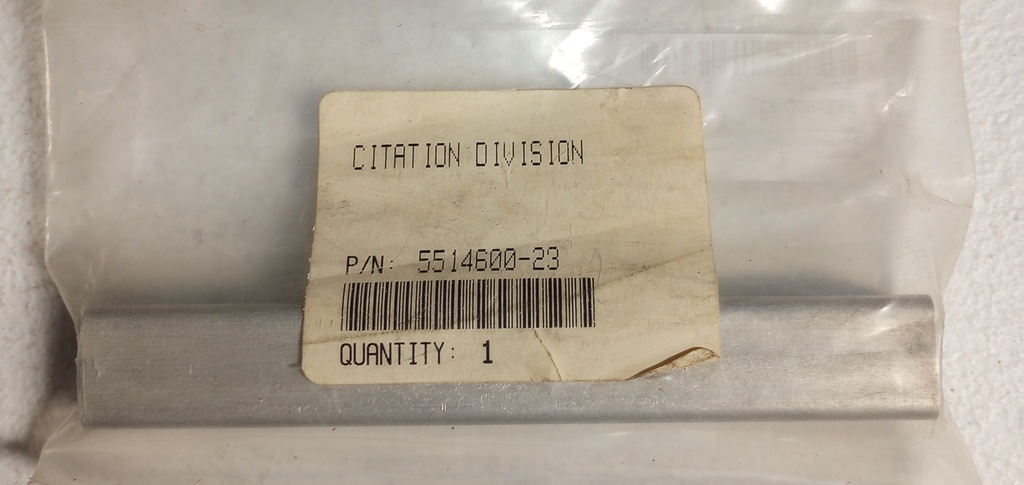 CITATION DIVISION
P/N: 5514600-23
QUANTITY: 1